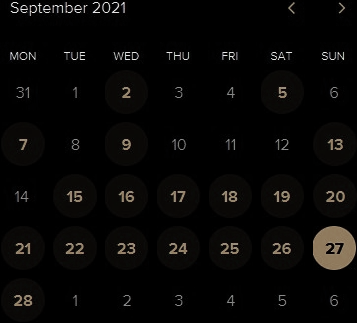 September 2021
MON TUE WED THU FRI SAT SUN
31 1 2 3 4 5 6
7 8 9 10 11 12 13
14 15 16 17 18 19 20
21 22 23 24 25 26 27
28 1 2 3 4 5 6